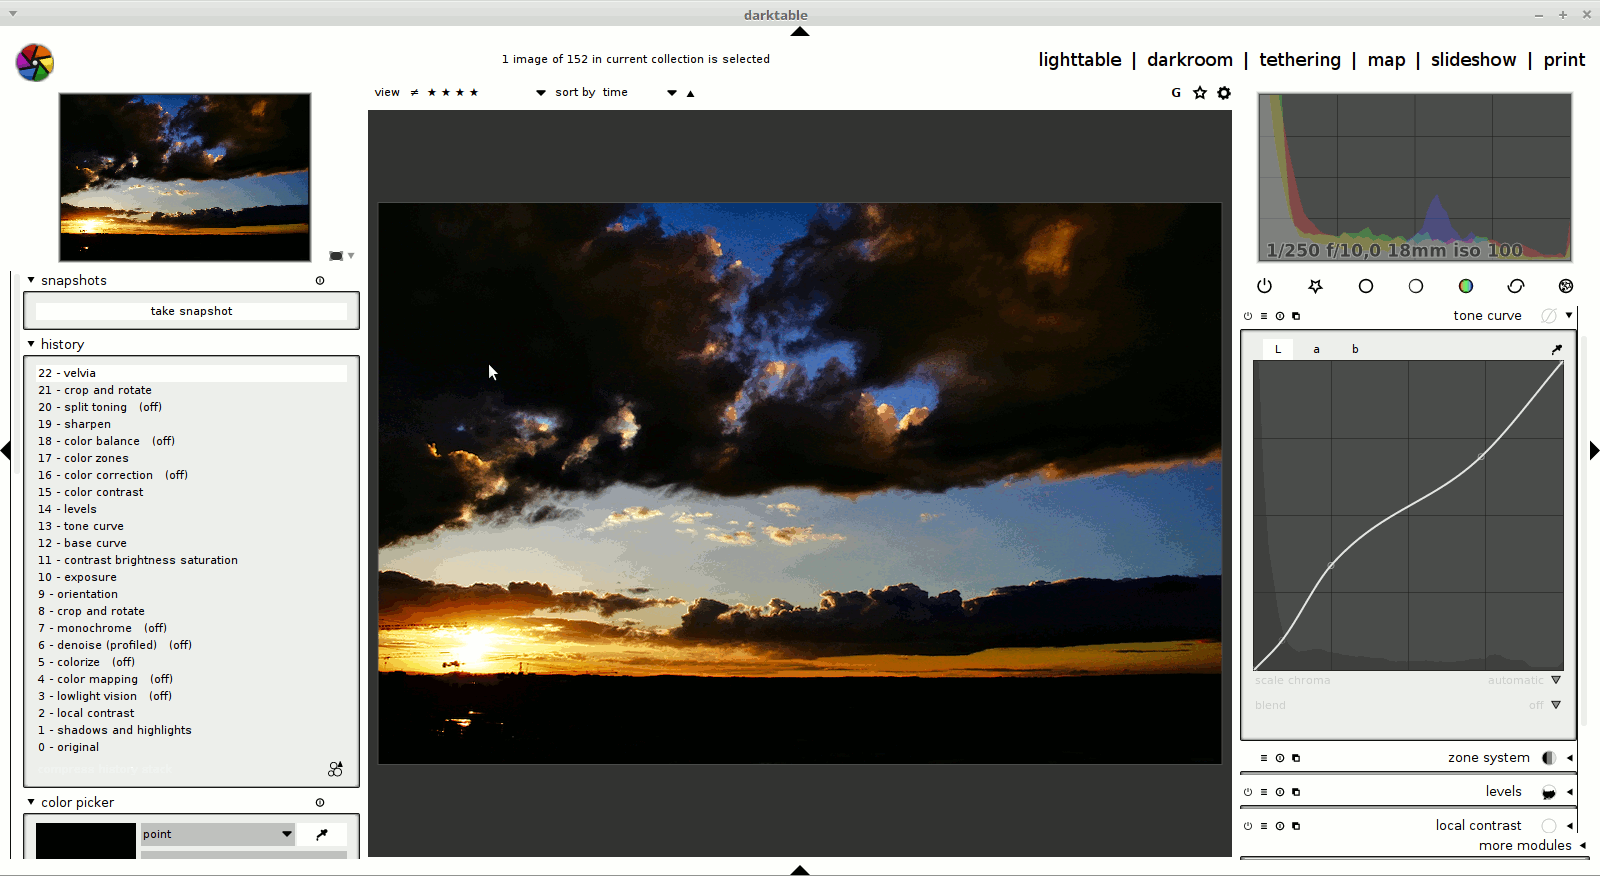 darktable
1 image of 152 in current collection is selected
lighttable | darkroom | tethering | map | slideshow | print
view ≠ ★ ★ ★ ★ sort by time
G
1/250 f/10,0 18mm iso 100
snapshots
take snapshot
history
22 - velvia
21 - crop and rotate
20 - split toning (off)
19 - sharpen
18 - color balance (off)
17 - color zones
16 - color correction (off)
15 - color contrast
14 - levels
13 - tone curve
12 - base curve
11 - contrast brightness saturation
10 - exposure
9 - orientation
8 - crop and rotate
7 - monochrome (off)
6 - denoise (profiled) (off)
5 - colorize (off)
4 - color mapping (off)
3 - lowlight vision (off)
2 - local contrast
1 - shadows and highlights
0 - original
compress history stack
color picker
point
tone curve
L a b
scale chroma automatic
blend off
zone system
levels
local contrast
more modules